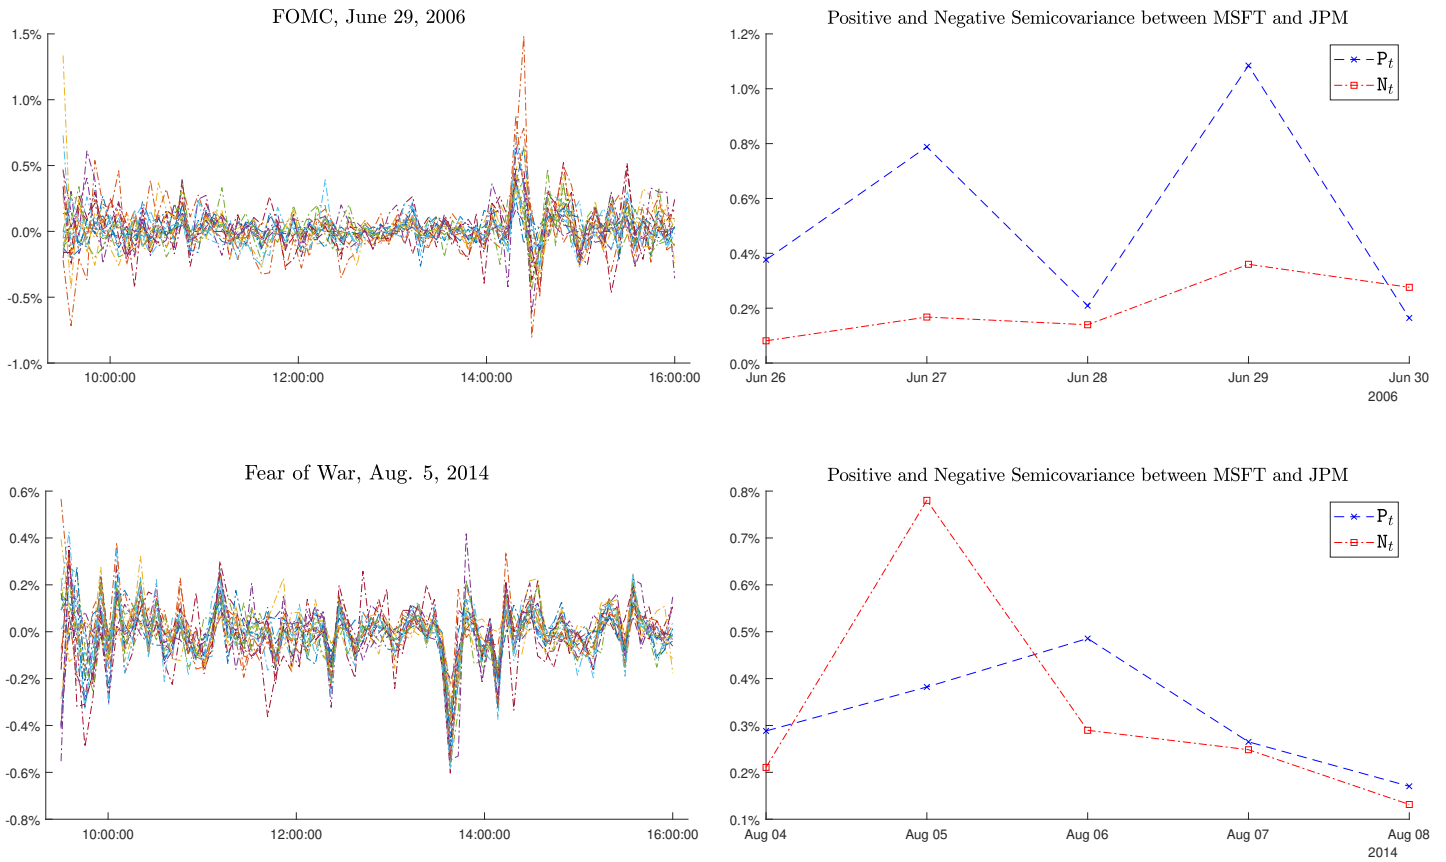 FOMC, June 29, 2006
1.5%
1.0%
0.5%
0.0%
-0.5%
-1.0%
10:00:00 12:00:00 14:00:00 16:00:00
Positive and Negative Semicovariance between MSFT and JPM
1.2%
1.0%
0.8%
0.6%
0.4%
0.2%
0.0%
Jun 26 Jun 27 Jun 28 Jun 29 Jun 30
2006
Pt
Nt
Fear of War, Aug. 5, 2014
0.6%
0.4%
0.2%
0.0%
-0.2%
-0.4%
-0.6%
-0.8%
10:00:00 12:00:00 14:00:00 16:00:00
Positive and Negative Semicovariance between MSFT and JPM
0.8%
0.7%
0.6%
0.5%
0.4%
0.3%
0.2%
0.1%
Aug 04 Aug 05 Aug 06 Aug 07 Aug 08
2014
Pt
Nt